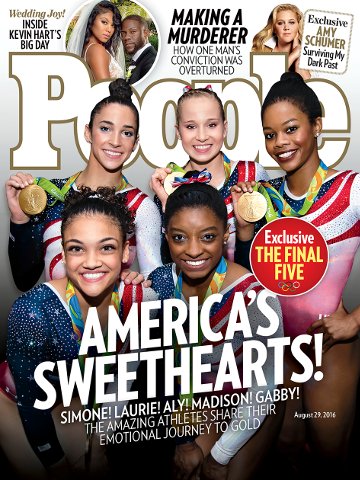 Wedding Joy!
INSIDE
KEVIN HART'S
BIG DAY
MAKING A
MURDERER
HOW ONE MAN'S
CONVICTION WAS
OVERTURNED
Exclusive
AMY
SCHUMER
Surviving My
Dark Past
People
Exclusive
THE FINAL
FIVE
AMERICA'S
SWEETHEARTS!
SIMONE! LAURIE! ALY! MADISON! GABBY!
THE AMAZING ATHLETES SHARE THEIR
EMOTIONAL JOURNEY TO GOLD
August 29, 2016